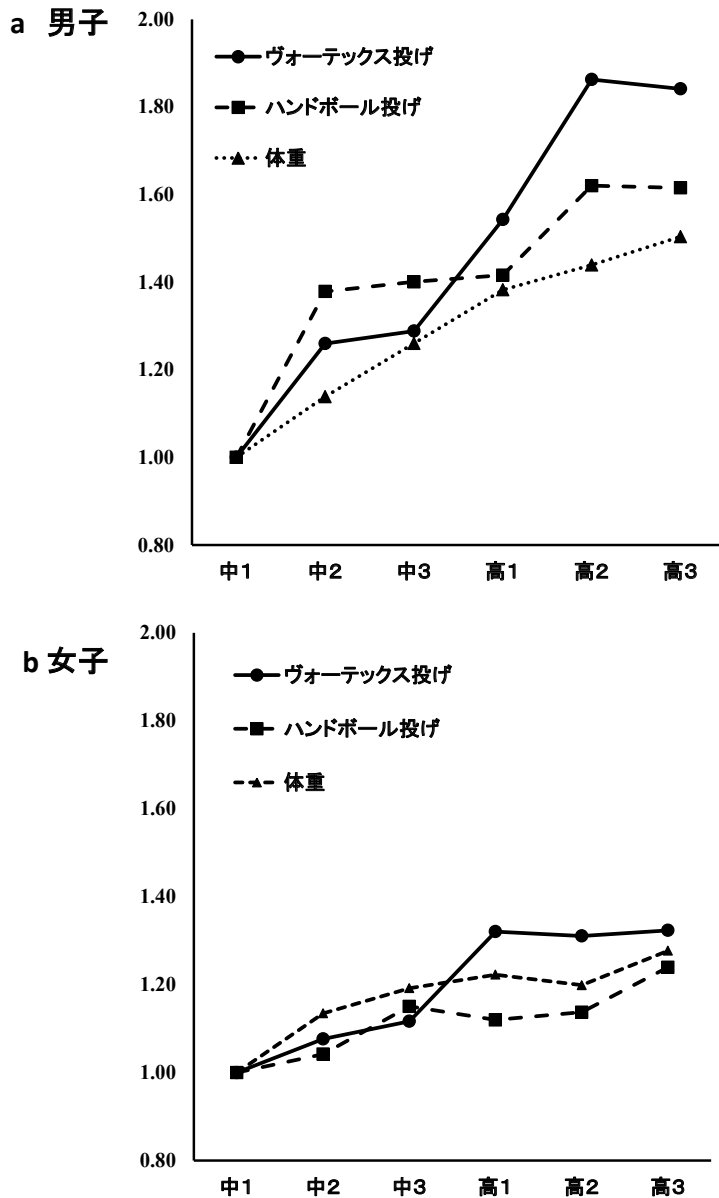 a 男子
2.00
ヴォーテックス投げ
1.80
ハンドボール投げ
体重
1.60
1.40
1.20
1.00
0.80
中1 中2 中3 高1 高2 高3
b 女子
2.00
ヴォーテックス投げ
1.80
ハンドボール投げ
体重
1.60
1.40
1.20
1.00
0.80
中1 中2 中3 高1 高2 高3